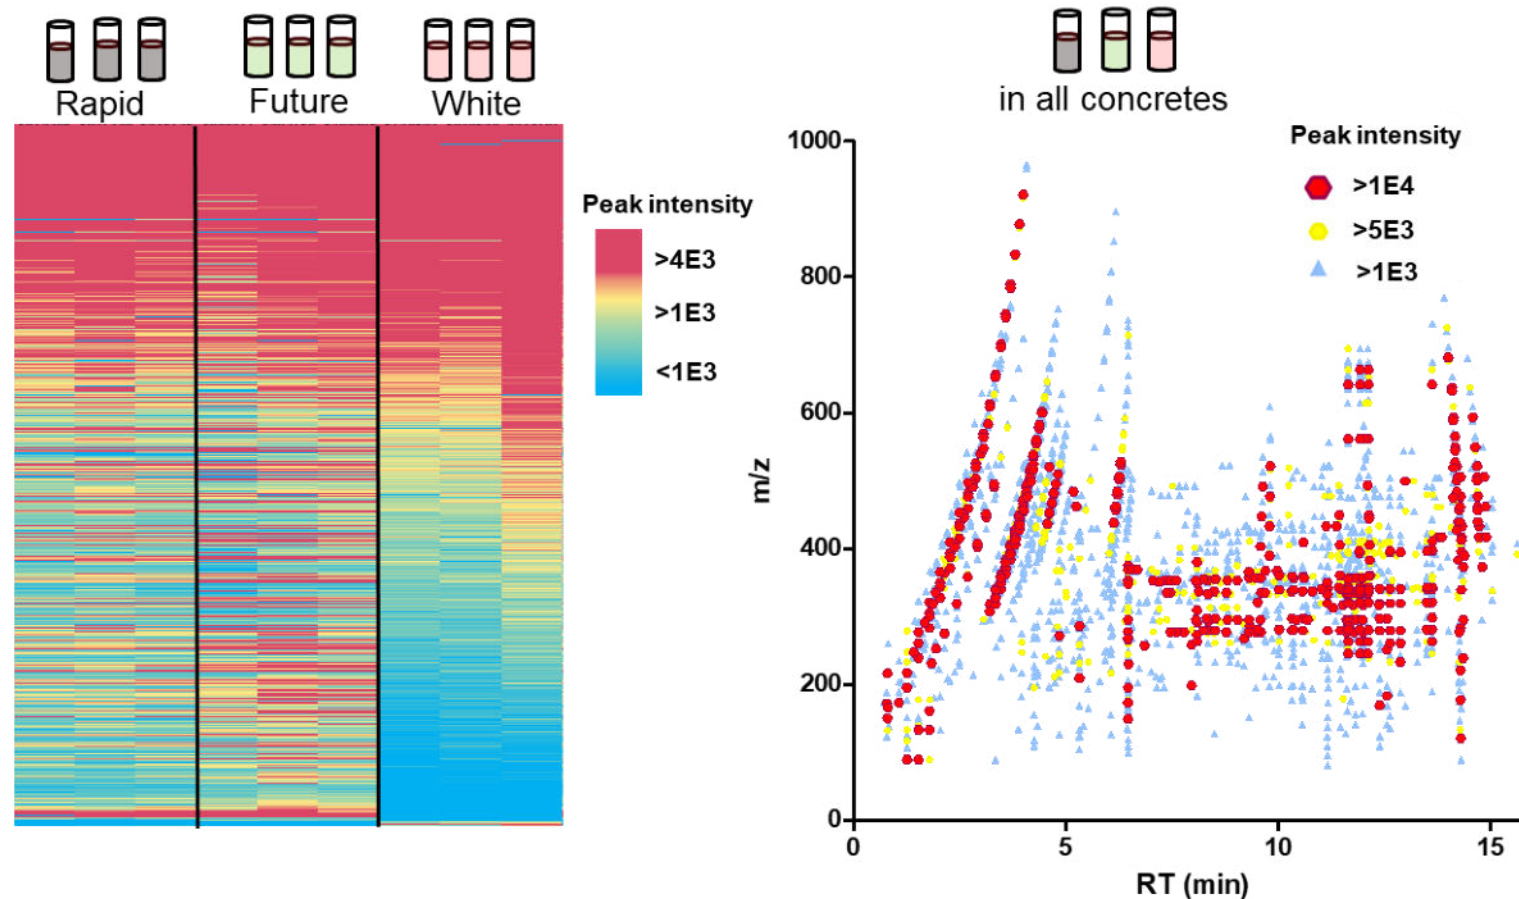 Rapid
Future
White
Peak intensity
>4E3
>1E3
<1E3
in all concretes
Peak intensity
>1E4
>5E3
>1E3
1000
800
600
400
200
0
m/z
0
5
10
15
RT (min)